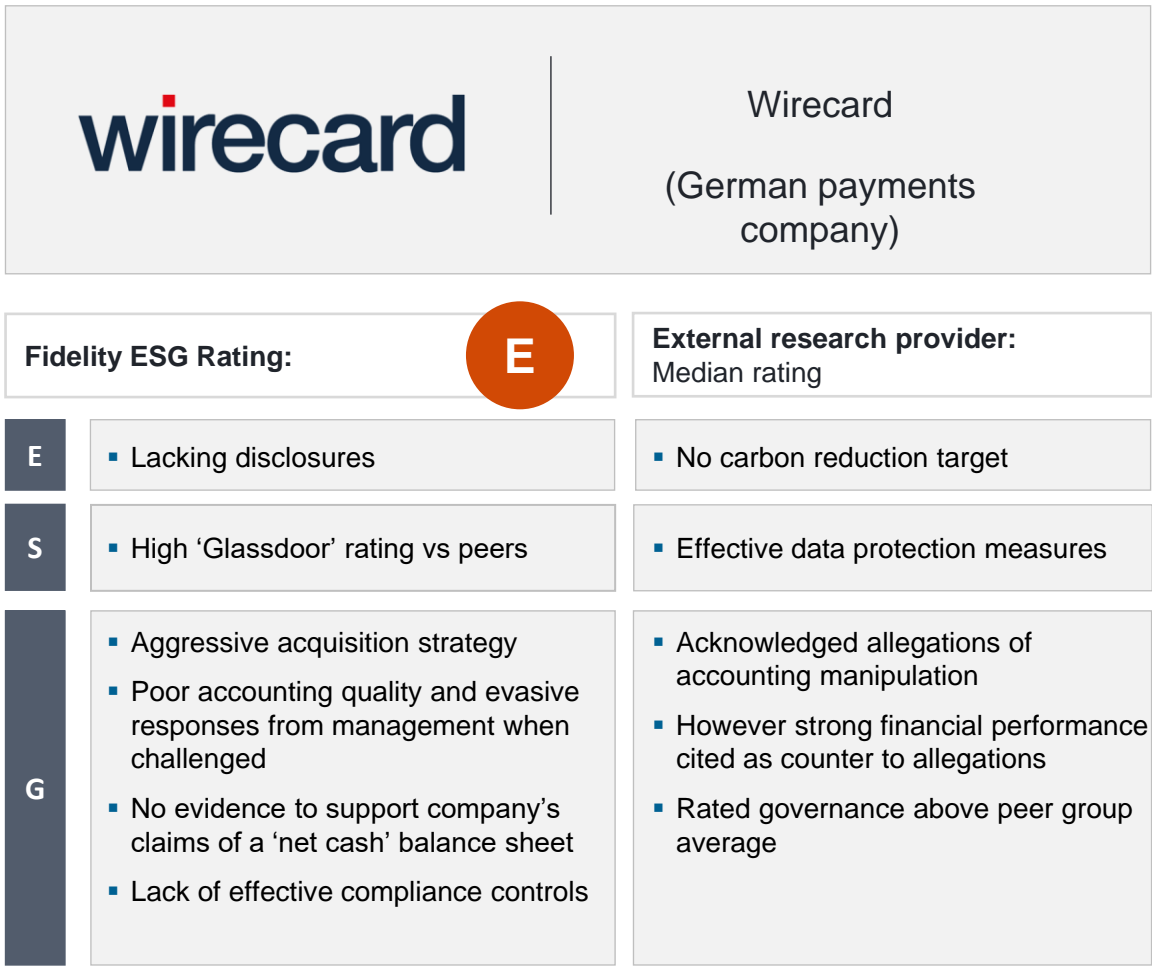 wirecard
Wirecard
(German payments
company)
Fidelity ESG Rating:
E
External research provider:
Median rating
E
▪ Lacking disclosures
▪ No carbon reduction target
S
▪ High ‘Glassdoor’ rating vs peers
▪ Effective data protection measures
G
▪ Aggressive acquisition strategy
▪ Poor accounting quality and evasive
responses from management when
challenged
▪ No evidence to support company’s
claims of a ‘net cash’ balance sheet
▪ Lack of effective compliance controls
▪ Acknowledged allegations of
accounting manipulation
▪ However strong financial performance
cited as counter to allegations
▪ Rated governance above peer group
average